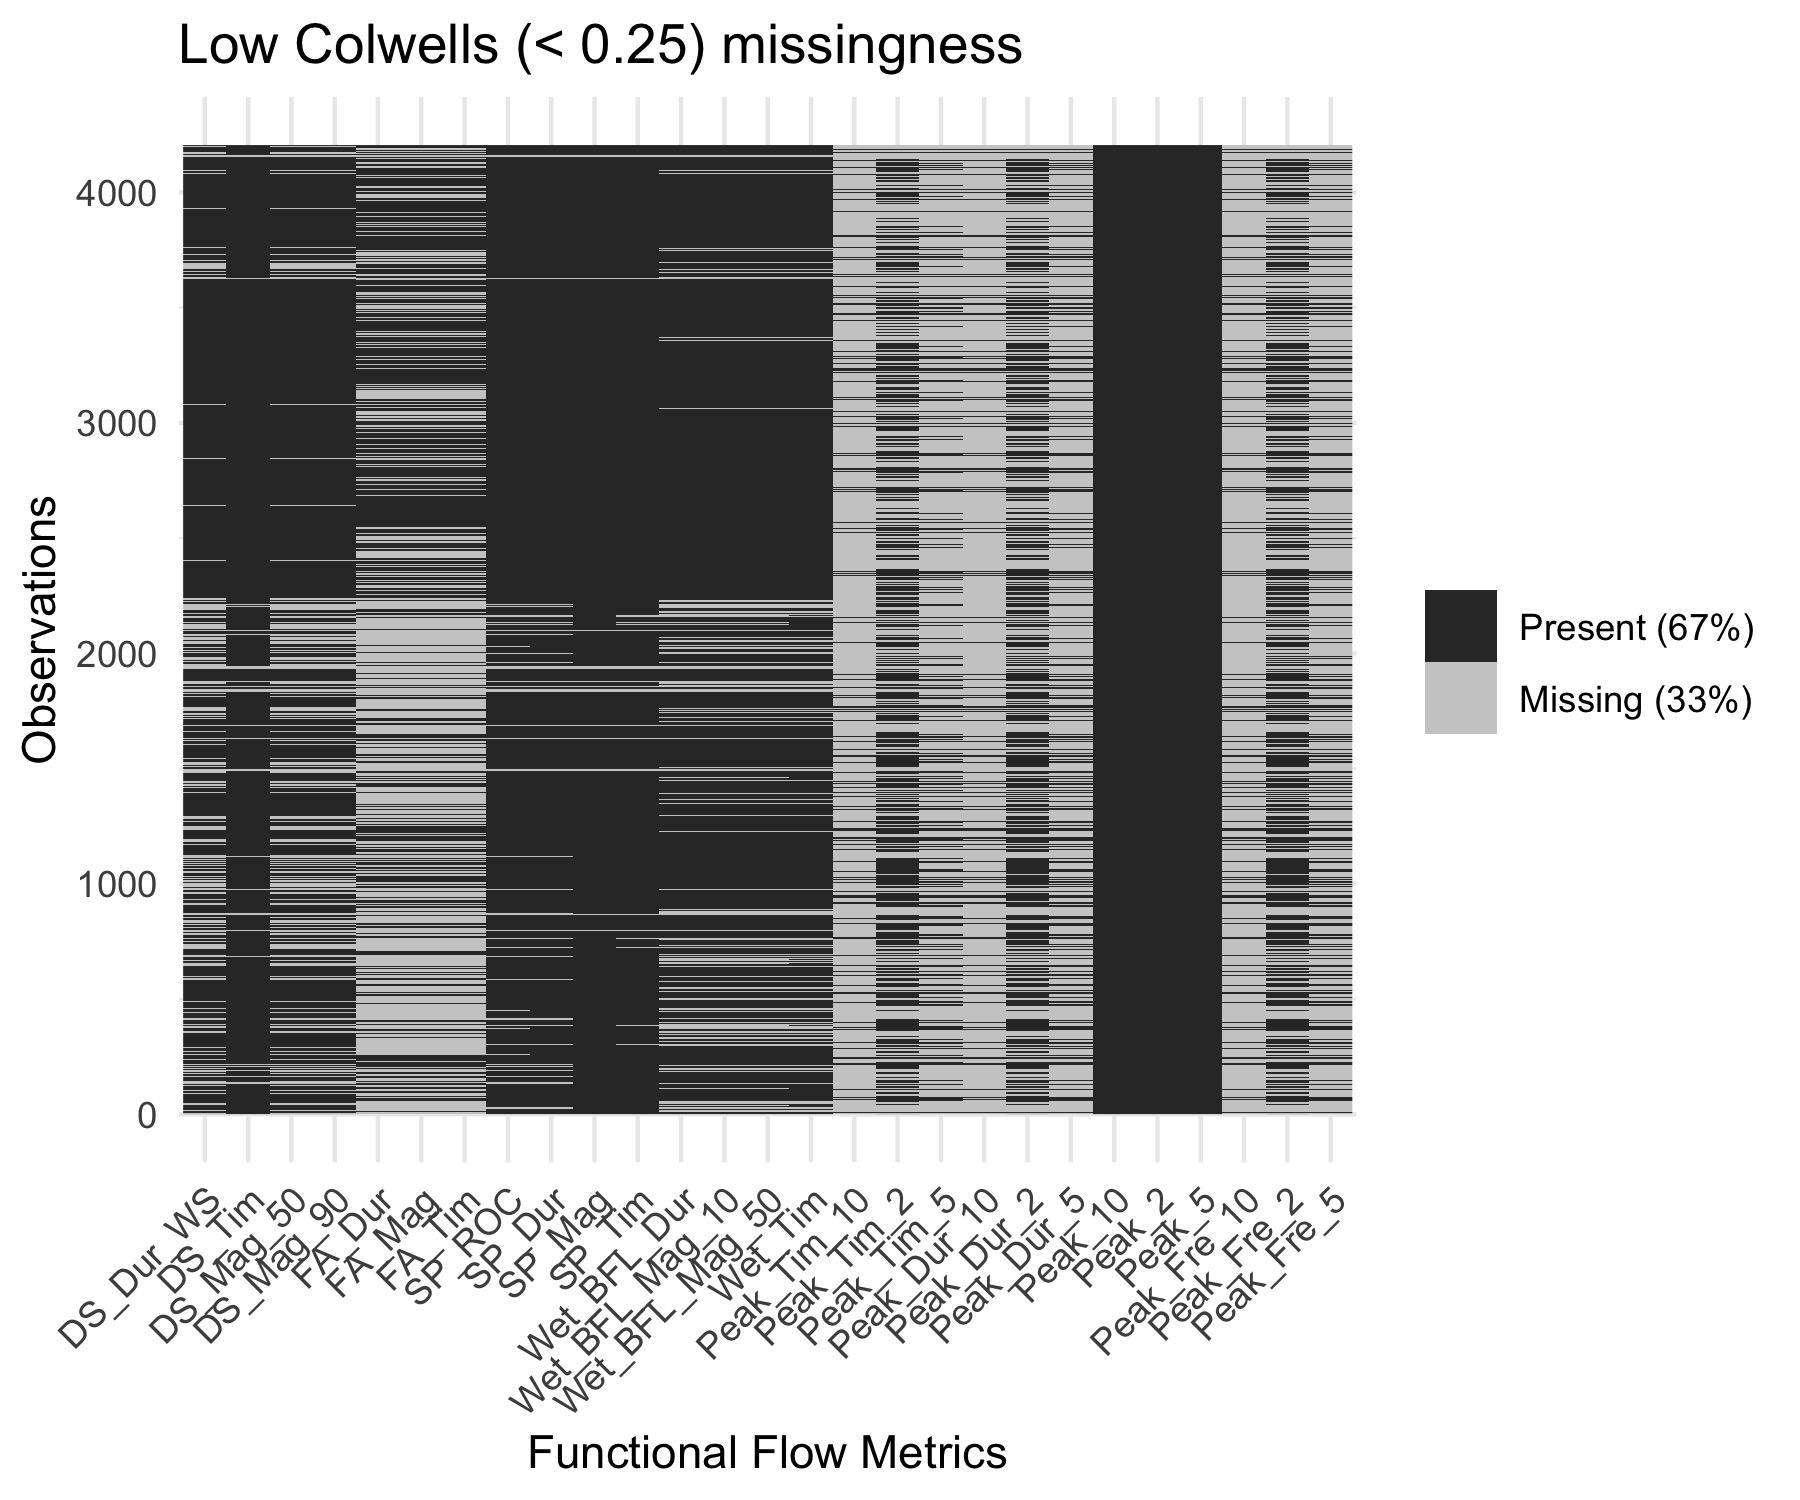 Low Colwells (< 0.25) missingness
4000
3000
2000
1000
0
Observations
Present (67%)
Missing (33%)
DS_Dur_WS
DS_Tim
DS_Mag_50
DS_Mag_90
FA_Dur
FA_Mag
FA_Tim
SP_ROC
SP_Dur
SP_Mag
SP_Tim
Wet_BFL_Dur
Wet_BFL_Mag_10
Wet_BFL_Mag_50
Wet_Tim
Peak_Tim_10
Peak_Tim_2
Peak_Tim_5
Peak_Dur_10
Peak_Dur_2
Peak_Dur_5
Peak_10
Peak_2
Peak_5
Peak_Fre_10
Peak_Fre_2
Peak_Fre_5
Functional Flow Metrics